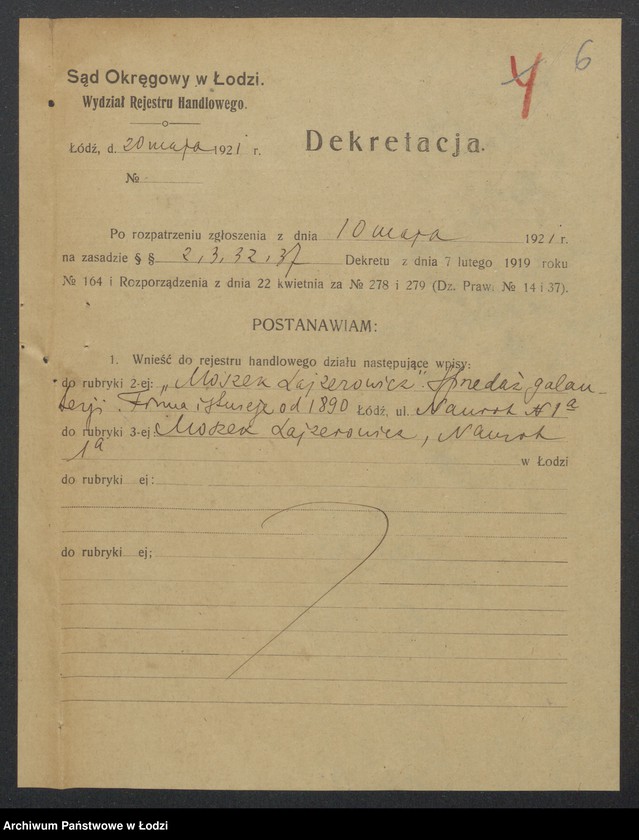 4 6
Sąd Okręgowy w Łodzi.
Wydział Rejestru Handlowego.
Łódź, d. 20 maja 1921 r.
Dekretacja.
№
Po rozpatrzeniu zgłoszenia z dnia 10 maja 1921 r.
na zasadzie § § 2, 3, 32, 37 Dekretu z dnia 7 lutego 1919 roku
№ 164 i Rozporządzenia z dnia 22 kwietnia za № 278 i 279 (Dz. Praw. № 14 i 37).
POSTANAWIAM:
1. Wnieść do rejestru handlowego działu następujące wpisy:
do rubryki 2-ej: „Moszek Lajzerowicz". Sprzedaż galan-
terji. Firma istnieje od 1890 Łódź, ul. Nawrot № 1a
do rubryki 3-ej: Moszek Lajzerowicz, Nawrot
1a w Łodzi
do rubryki ej:
do rubryki ej;
Archiwum Państwowe w Łodzi